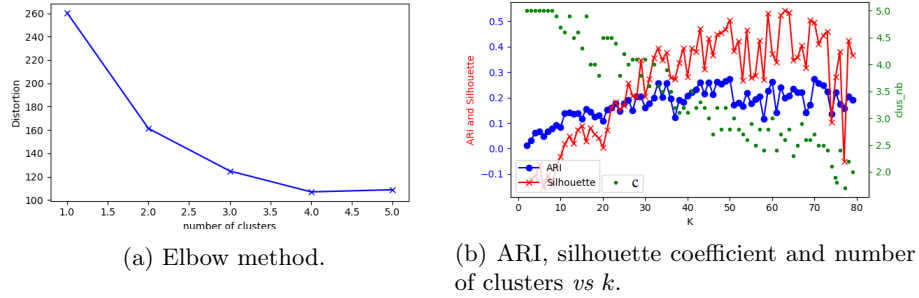 260
240
220
200
180
160
140
120
100
Distortion
1.0 1.5 2.0 2.5 3.0 3.5 4.0 4.5 5.0
number of clusters
(a) Elbow method.
0.5
0.4
0.3
0.2
0.1
0.0
−0.1
ARI and Silhouette
ARI
Silhouette
c
5.0
4.5
4.0
3.5
3.0
2.5
2.0
clus_nb
0 10 20 30 40 50 60 70 80
K
(b) ARI, silhouette coefficient and number
of clusters vs k.